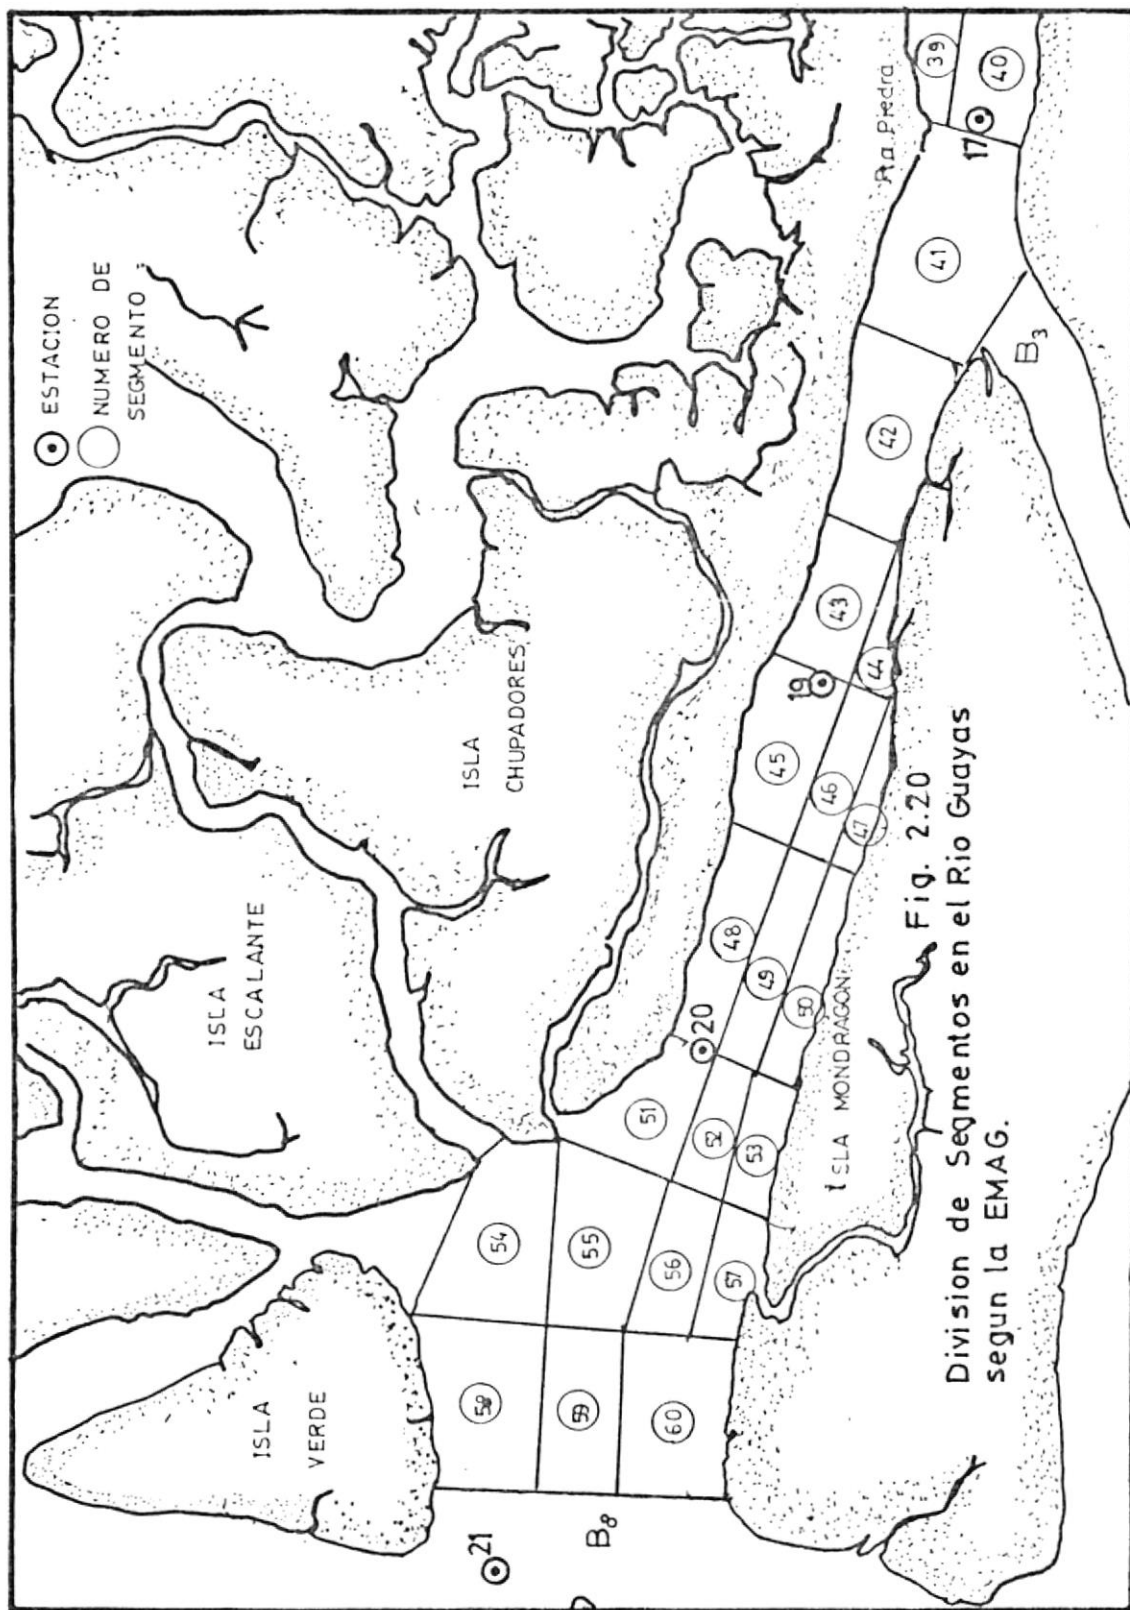 ESTACION
NUMERO DE
SEGMENTO
ISLA
ESCALANTE
ISLA
CHUPADORES
ISLA
VERDE
ISLA MONDRAGON
Pta. Piedra
39
40
17
41
B3
42
43
44
19
45
46
47
48
49
50
20
51
52
53
54
55
56
57
58
59
60
21
B8
Fig. 2.20
Division de Segmentos en el Rio Guayas
segun la EMAG.